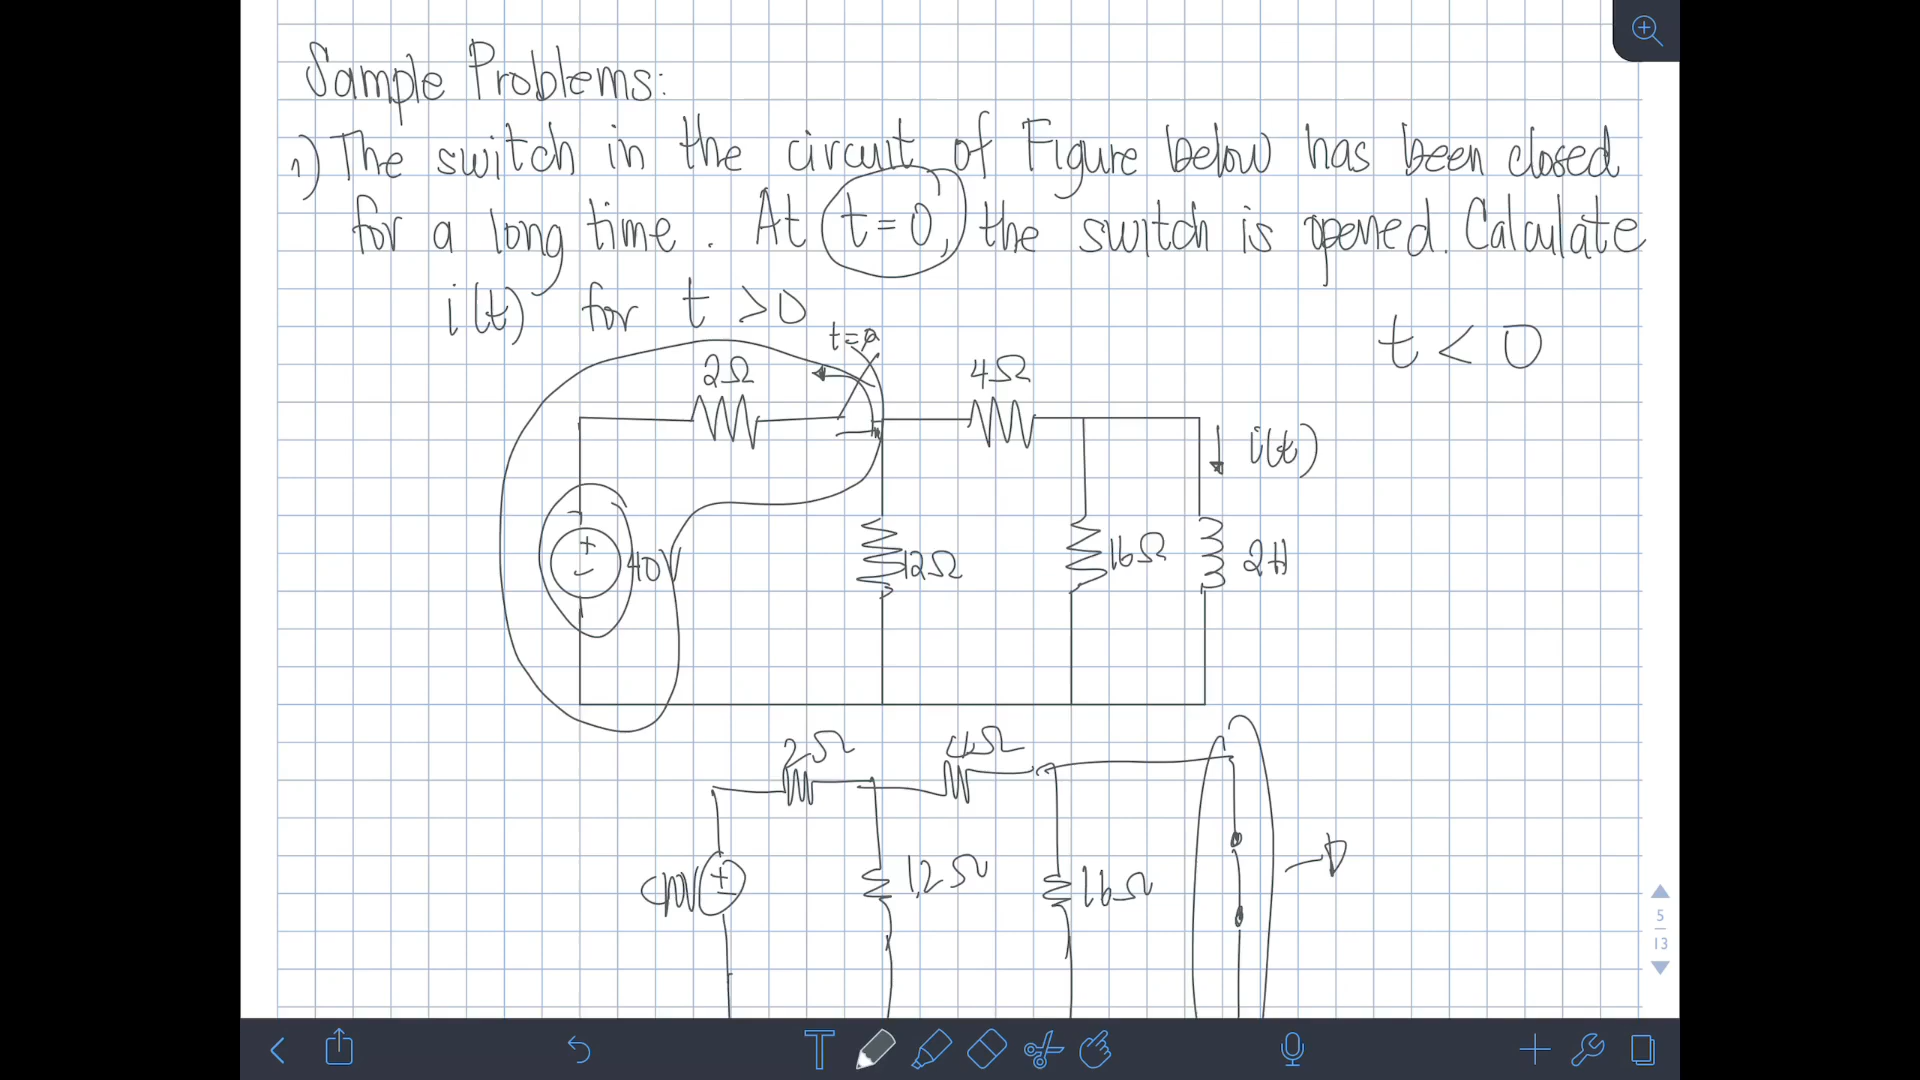 Sample Problems:
1) The switch in the circuit of Figure below has been closed
for a long time. At t=0, the switch is opened. Calculate
i(t) for t >0
t < 0
t=0
2Ω
4Ω
i(t)
40V
12Ω
16Ω
2H
2Ω
4Ω
40V
12Ω
16Ω
5
13
T